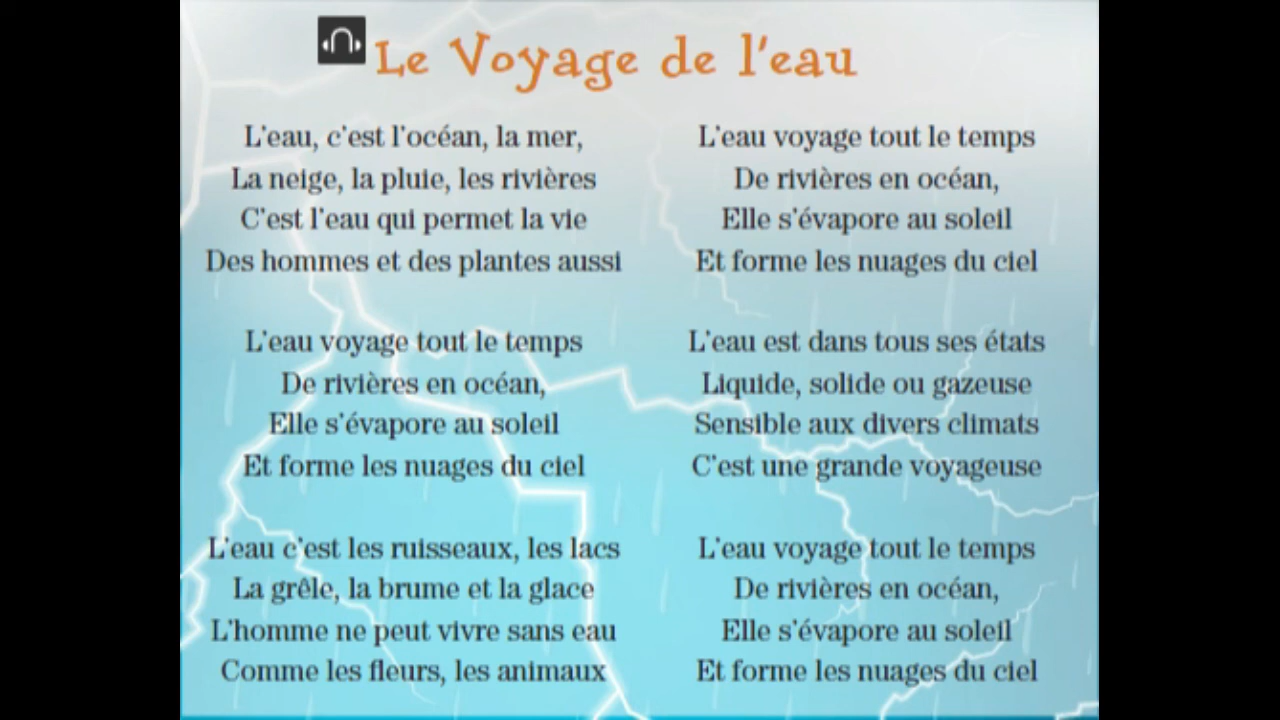 Le Voyage de l'eau
L'eau, c'est l'océan, la mer,
La neige, la pluie, les rivières
C'est l'eau qui permet la vie
Des hommes et des plantes aussi
L'eau voyage tout le temps
De rivières en océan,
Elle s'évapore au soleil
Et forme les nuages du ciel
L'eau c'est les ruisseaux, les lacs
La grêle, la brume et la glace
L'homme ne peut vivre sans eau
Comme les fleurs, les animaux
L'eau voyage tout le temps
De rivières en océan,
Elle s'évapore au soleil
Et forme les nuages du ciel
L'eau est dans tous ses états
Liquide, solide ou gazeuse
Sensible aux divers climats
C'est une grande voyageuse
L'eau voyage tout le temps
De rivières en océan,
Elle s'évapore au soleil
Et forme les nuages du ciel